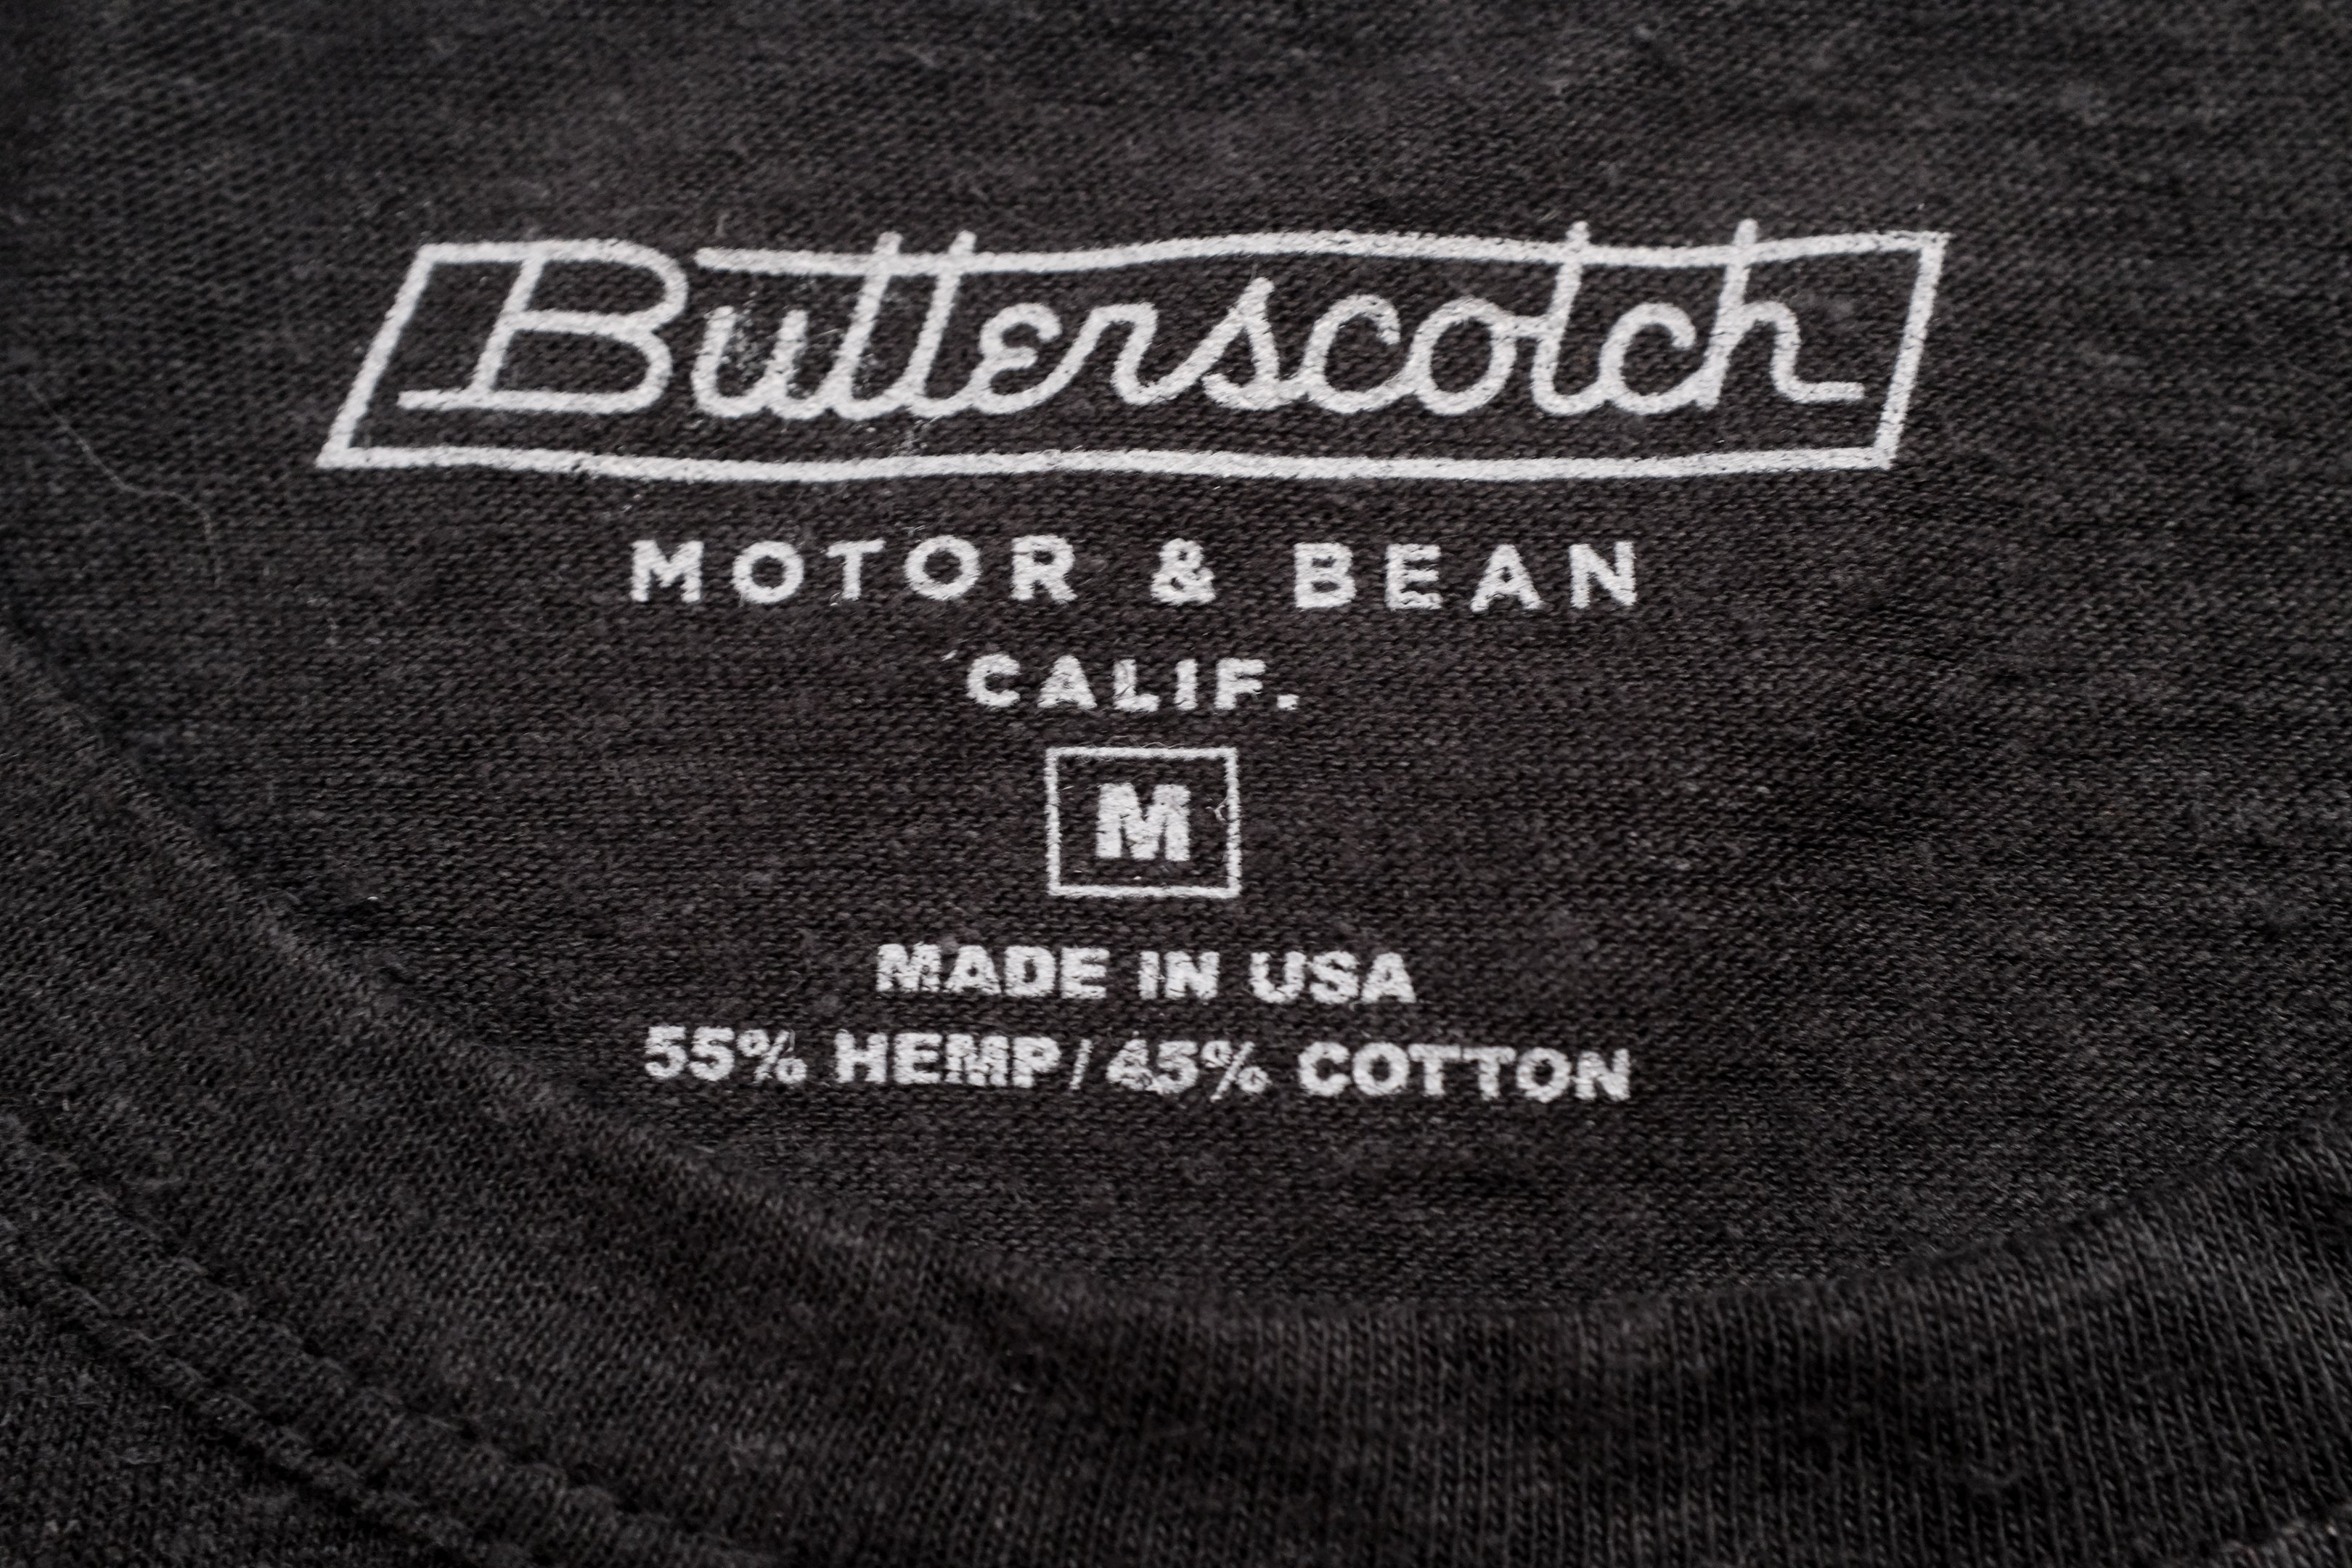 Butterscotch
MOTOR & BEAN
CALIF.
M
MADE IN USA
55% HEMP/45% COTTON